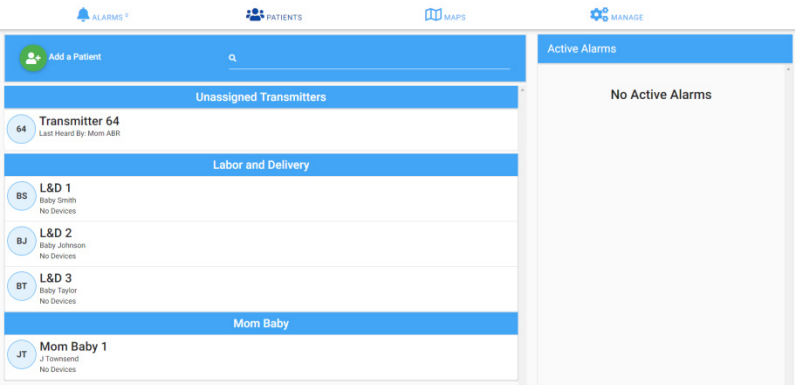 ALARMS 0
PATIENTS
MAPS
MANAGE
Add a Patient
Active Alarms
No Active Alarms
Unassigned Transmitters
64
Transmitter 64
Last Heard By: Mom ABR
Labor and Delivery
BS
L&D 1
Baby Smith
No Devices
BJ
L&D 2
Baby Johnson
No Devices
BT
L&D 3
Baby Taylor
No Devices
Mom Baby
JT
Mom Baby 1
J Townsend
No Devices